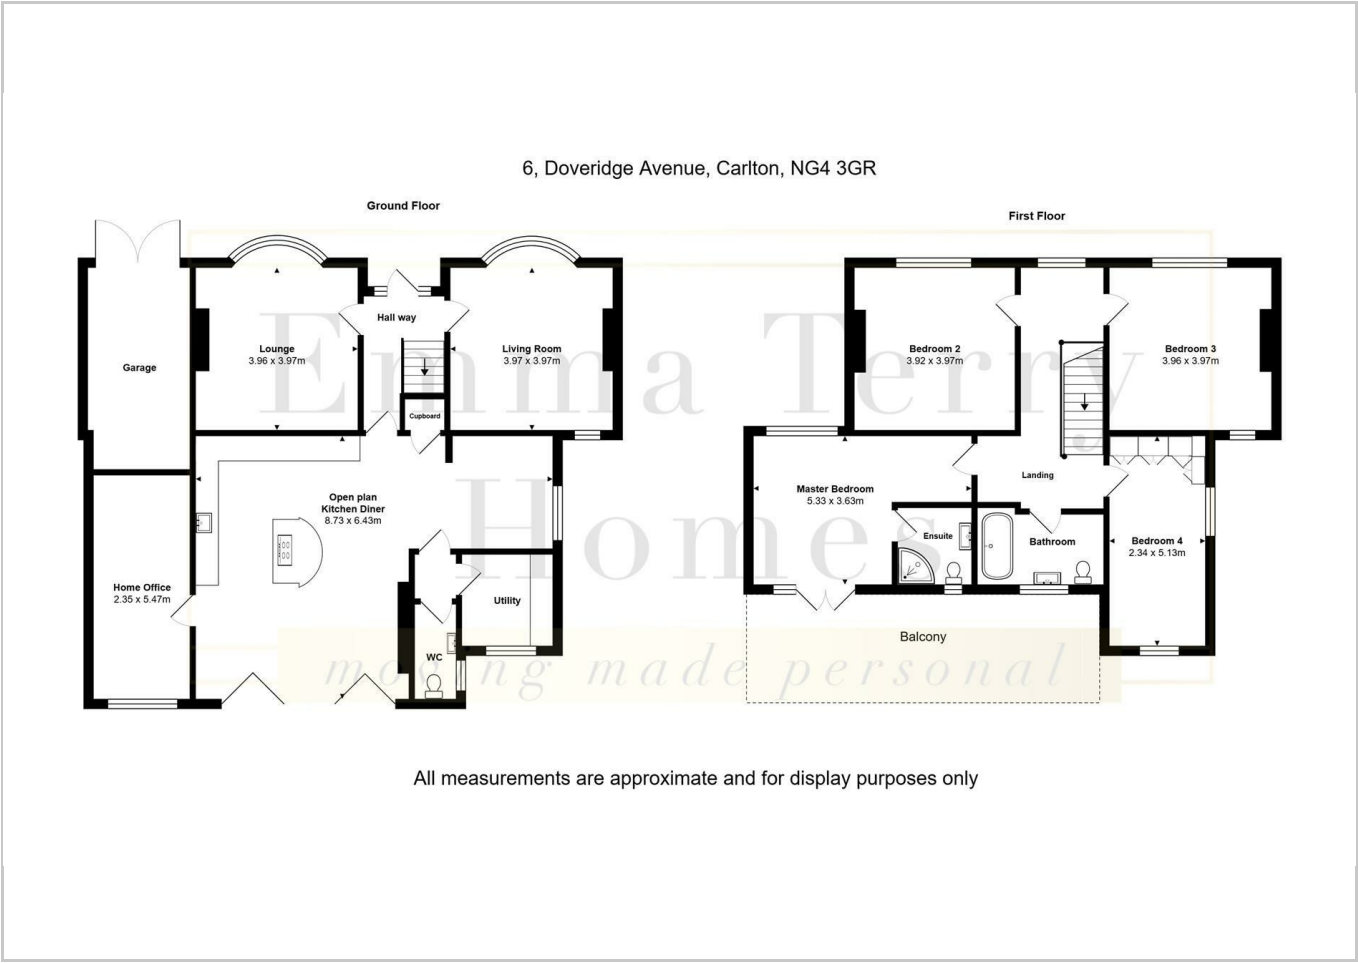 6, Doveridge Avenue, Carlton, NG4 3GR
Ground Floor
First Floor
Hall way
Lounge
3.96 x 3.97m
Living Room
3.97 x 3.97m
Garage
Cupboard
Open plan
Kitchen Diner
8.73 x 6.43m
Home Office
2.35 x 5.47m
Utility
WC
Bedroom 2
3.92 x 3.97m
Bedroom 3
3.96 x 3.97m
Landing
Master Bedroom
5.33 x 3.63m
Ensuite
Bathroom
Bedroom 4
2.34 x 5.13m
Balcony
Emma Terry
Homes
moving made personal
All measurements are approximate and for display purposes only